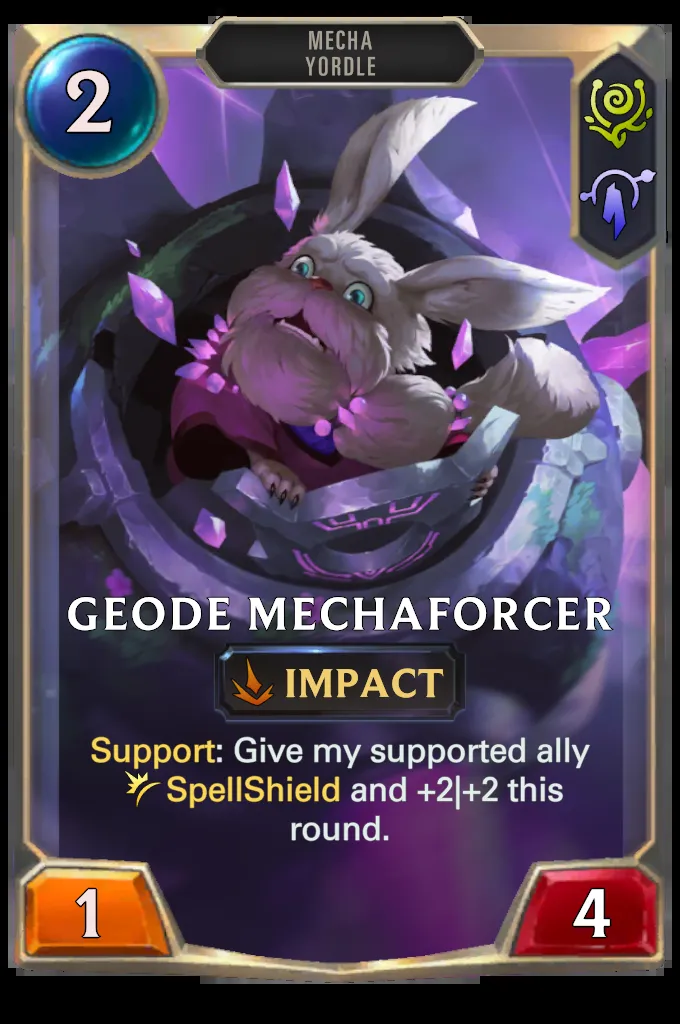 MECHA
YORDLE
2
GEODE MECHAFORCER
IMPACT
Support: Give my supported ally
SpellShield and +2|+2 this
round.
1
4